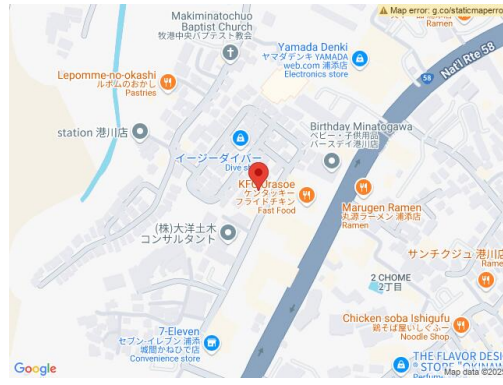 Map error: g.co/staticmaperro
Ramen
Makiminatochuo
Baptist Church
牧港中央バプテスト教会
Yamada Denki
ヤマダデンキ YAMADA
web.com 浦添店
Electronics store
Nat'l Rte 58
58
Lepomme-no-okashi
ルポムのおかし
Pastries
station 港川店
Birthday Minatogawa
ベビー・子供用品
バースデイ港川店
イージーダイバー
Dive sh
KFC Urasoe
ケンタッキー
フライドチキン
Fast Food
Marugen Ramen
丸源ラーメン 浦添店
Ramen
(株)大洋土木
コンサルタント
サンチクジュ 港川店
Rame
2 CHOME
2丁目
Chicken soba Ishigufu
鶏そば屋いしぐふー
Noodle Shop
7-Eleven
セブン-イレブン 浦添
城間かねひで店
Convenience store
THE FLAVOR DESI
Google
Map data ©2025